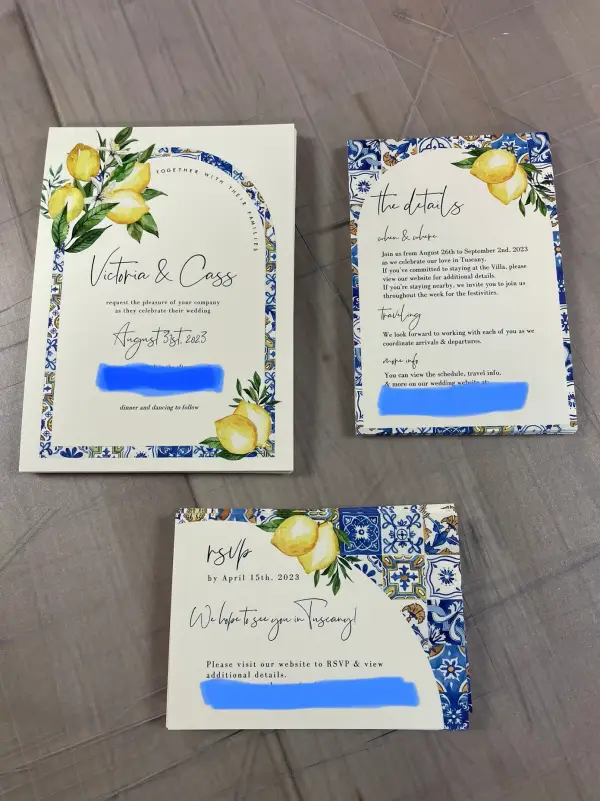 TOGETHER WITH THEIR FAMILIES
Victoria & Cass
request the pleasure of your company
as they celebrate their wedding
August 31st, 2023
dinner and dancing to follow
the details
when & where
Join us from August 26th to September 2nd, 2023
as we celebrate our love in Tuscany.
If you've committed to staying at the Villa, please
view our website for additional details.
If you're staying nearby, we invite you to join us
throughout the week for the festivities.
traveling
We look forward to working with each of you as we
coordinate arrivals & departures.
more info
You can view the schedule, travel info,
& more on our wedding website at:
rsvp
by April 15th, 2023
We hope to see you in Tuscany!
Please visit our website to RSVP & view
additional details.